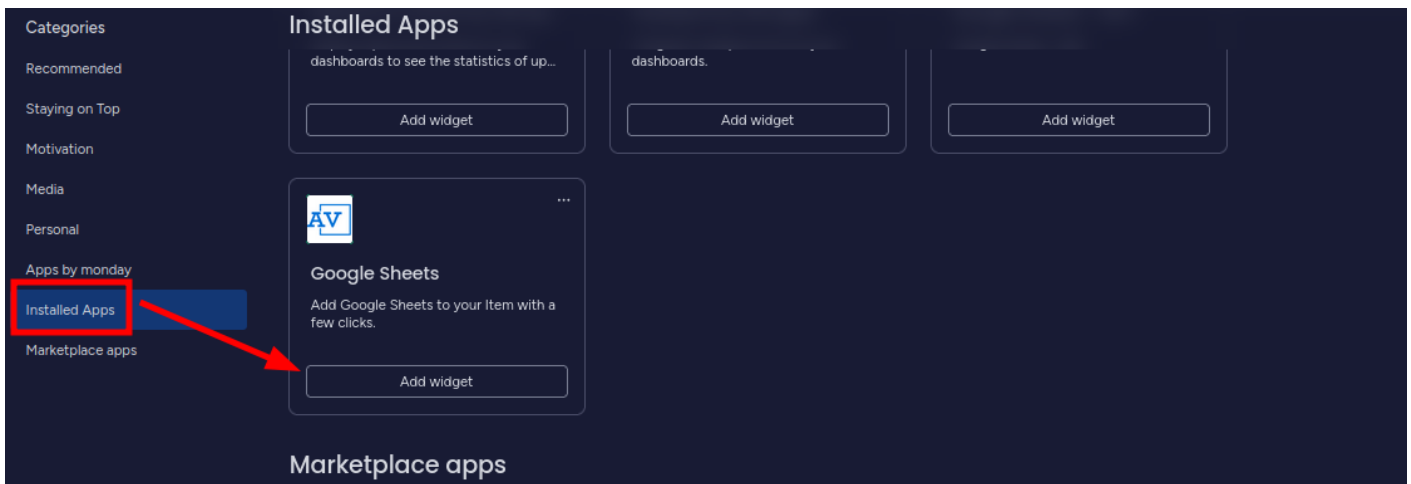 Categories
Recommended
Staying on Top
Motivation
Media
Personal
Apps by monday
Installed Apps
Marketplace apps
Installed Apps
dashboards to see the statistics of up...
Add widget
dashboards.
Add widget
Add widget
AV
Google Sheets
Add Google Sheets to your Item with a
few clicks.
Add widget
Marketplace apps